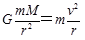 G mM/r² = m v²/r